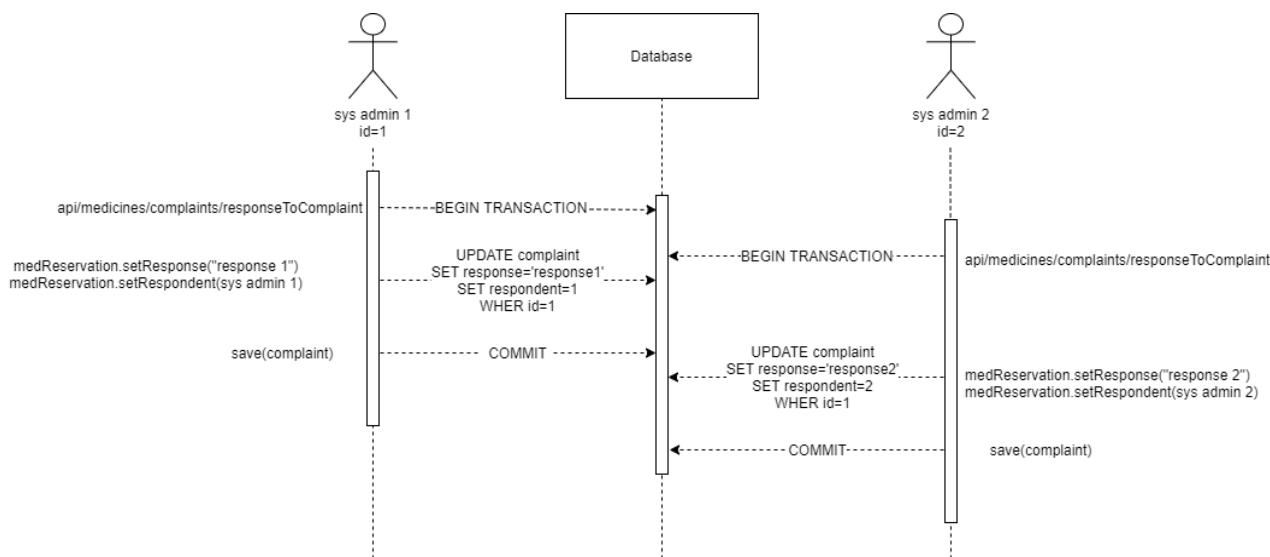 Database
sys admin 1
id=1
sys admin 2
id=2
api/medicines/complaints/responseToComplaint
BEGIN TRANSACTION
BEGIN TRANSACTION
api/medicines/complaints/responseToComplaint
medReservation.setResponse("response 1")
medReservation.setRespondent(sys admin 1)
UPDATE complaint
SET response='response1'
SET respondent=1
WHER id=1
save(complaint)
COMMIT
UPDATE complaint
SET response='response2'
SET respondent=2
WHER id=1
medReservation.setResponse("response 2")
medReservation.setRespondent(sys admin 2)
COMMIT
save(complaint)